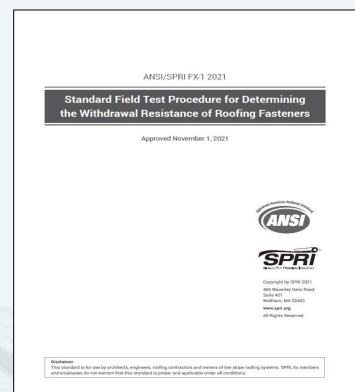 ANSI/SPRI FX-1 2021
Standard Field Test Procedure for Determining
the Withdrawal Resistance of Roofing Fasteners
Approved November 1, 2021
ANSI
SPRI
Copyright by SPRI 2021
465 Waverley Oaks Road
Suite 421
Waltham, MA 02452
www.spri.org
All Rights Reserved
Disclaimer
This standard is for use by architects, engineers, roofing contractors and owners of low slope roofing systems. SPRI, its members
and employees do not warrant that this standard is proper and applicable under all conditions.